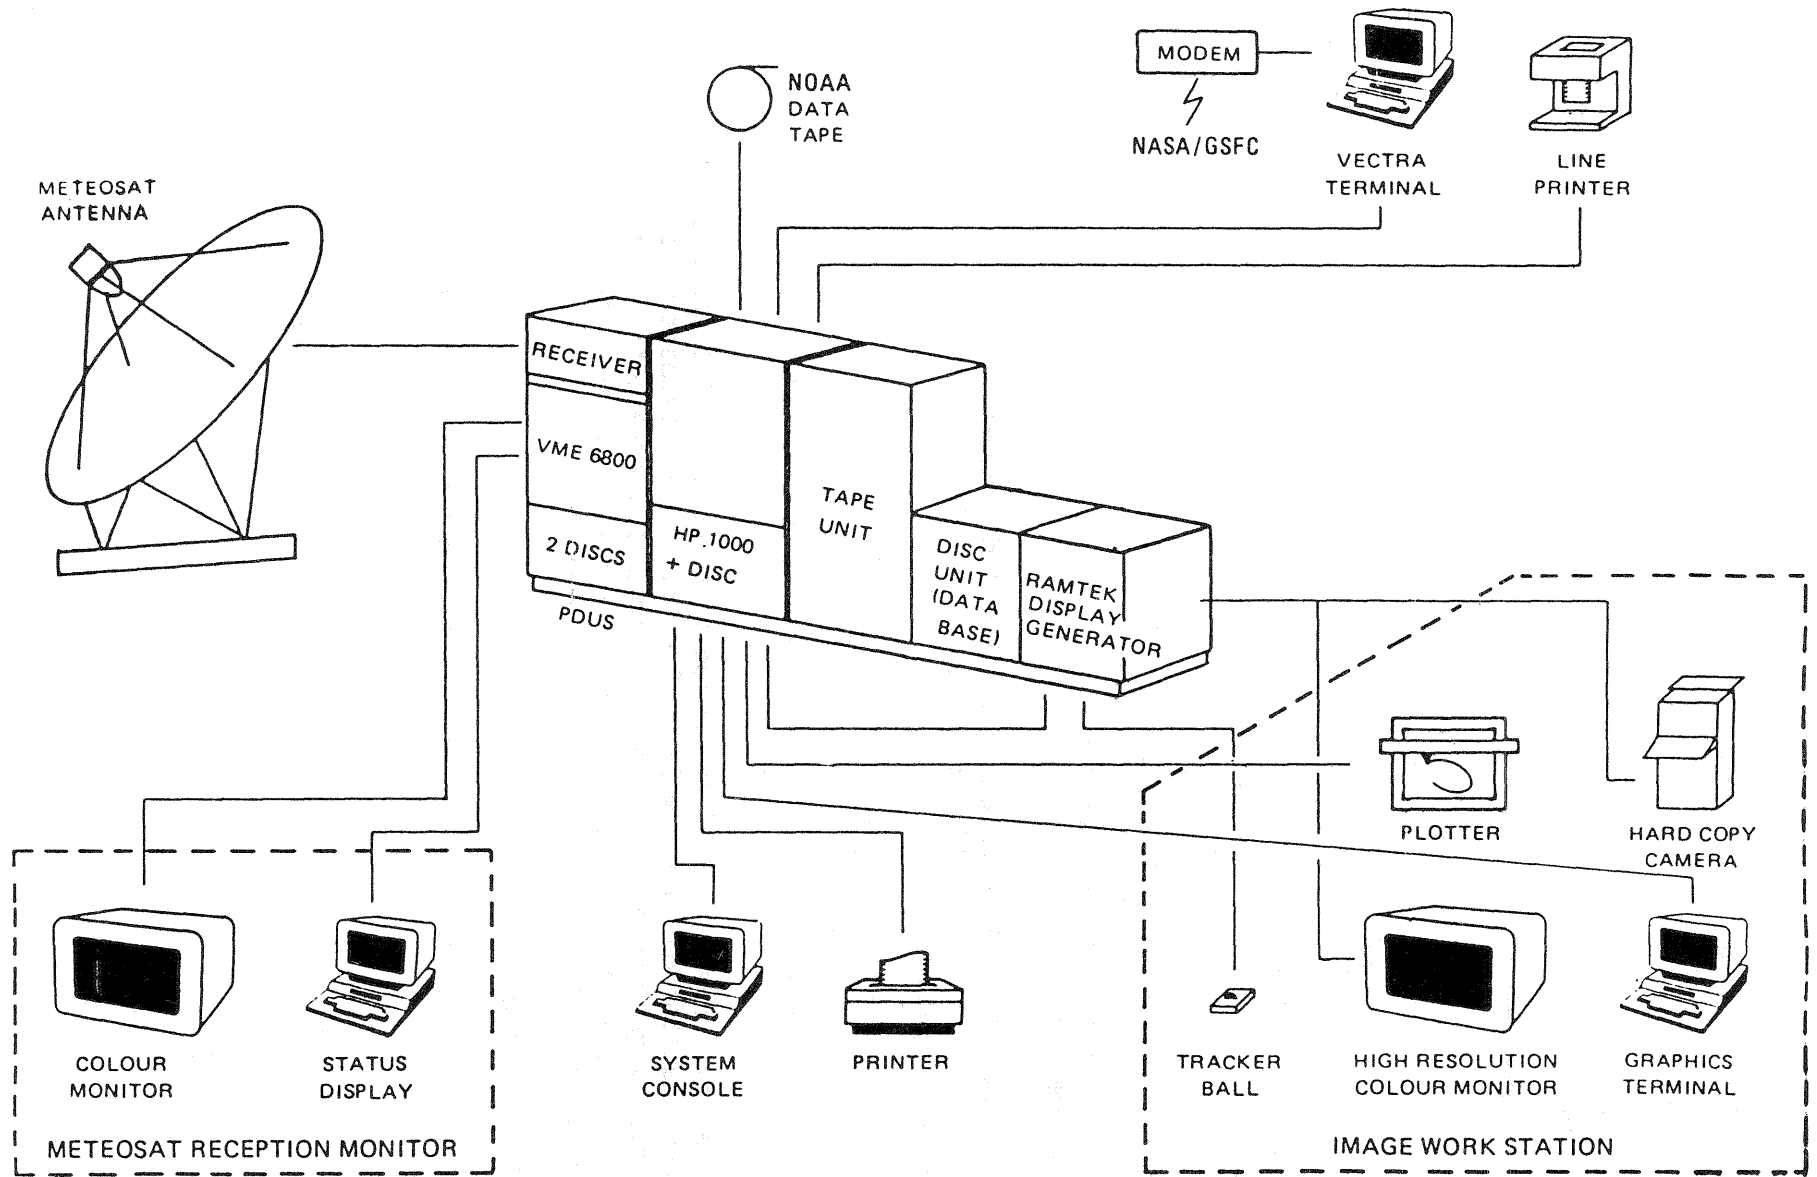 MODEM
NASA/GSFC
VECTRA
TERMINAL
LINE
PRINTER
NOAA
DATA
TAPE
METEOSAT
ANTENNA
RECEIVER
VME 6800
2 DISCS
PDUS
HP.1000
+ DISC
TAPE
UNIT
DISC
UNIT
(DATA
BASE)
RAMTEK
DISPLAY
GENERATOR
PLOTTER
HARD COPY
CAMERA
COLOUR
MONITOR
STATUS
DISPLAY
METEOSAT RECEPTION MONITOR
SYSTEM
CONSOLE
PRINTER
TRACKER
BALL
HIGH RESOLUTION
COLOUR MONITOR
GRAPHICS
TERMINAL
IMAGE WORK STATION